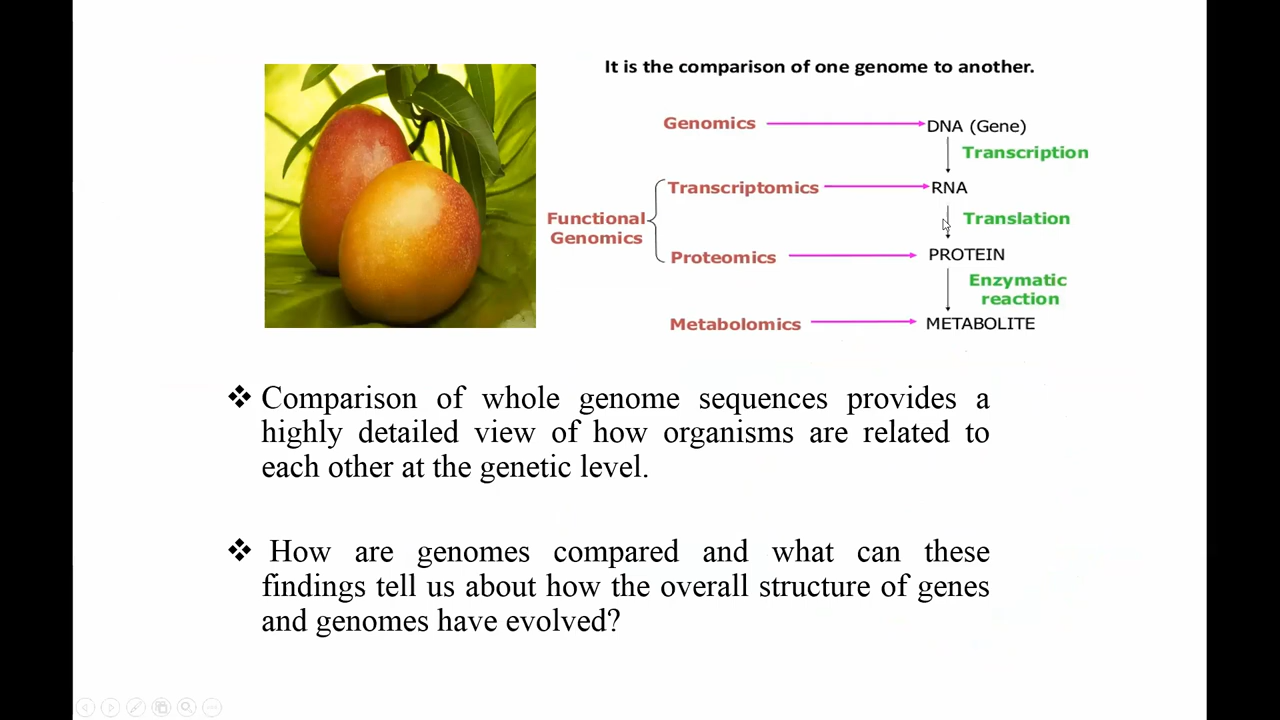 It is the comparison of one genome to another.
Genomics
DNA (Gene)
Transcription
Transcriptomics
RNA
Functional
Genomics
Translation
Proteomics
PROTEIN
Enzymatic
reaction
Metabolomics
METABOLITE
❖ Comparison of whole genome sequences provides a
highly detailed view of how organisms are related to
each other at the genetic level.
❖ How are genomes compared and what can these
findings tell us about how the overall structure of genes
and genomes have evolved?